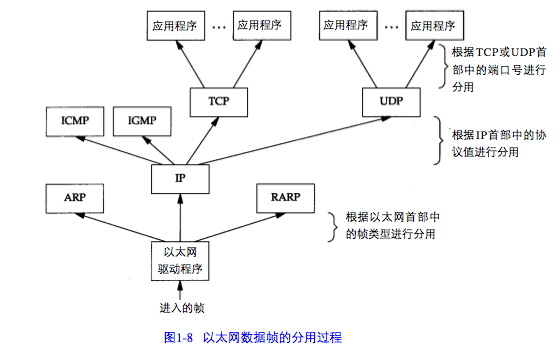 应用程序 … 应用程序 应用程序 … 应用程序
根据TCP或UDP首
部中的端口号进行
分用
TCP UDP
ICMP IGMP
根据IP首部中的协
议值进行分用
IP
ARP RARP
根据以太网首部中
的帧类型进行分用
以太网
驱动程序
进入的帧
图1-8 以太网数据帧的分用过程